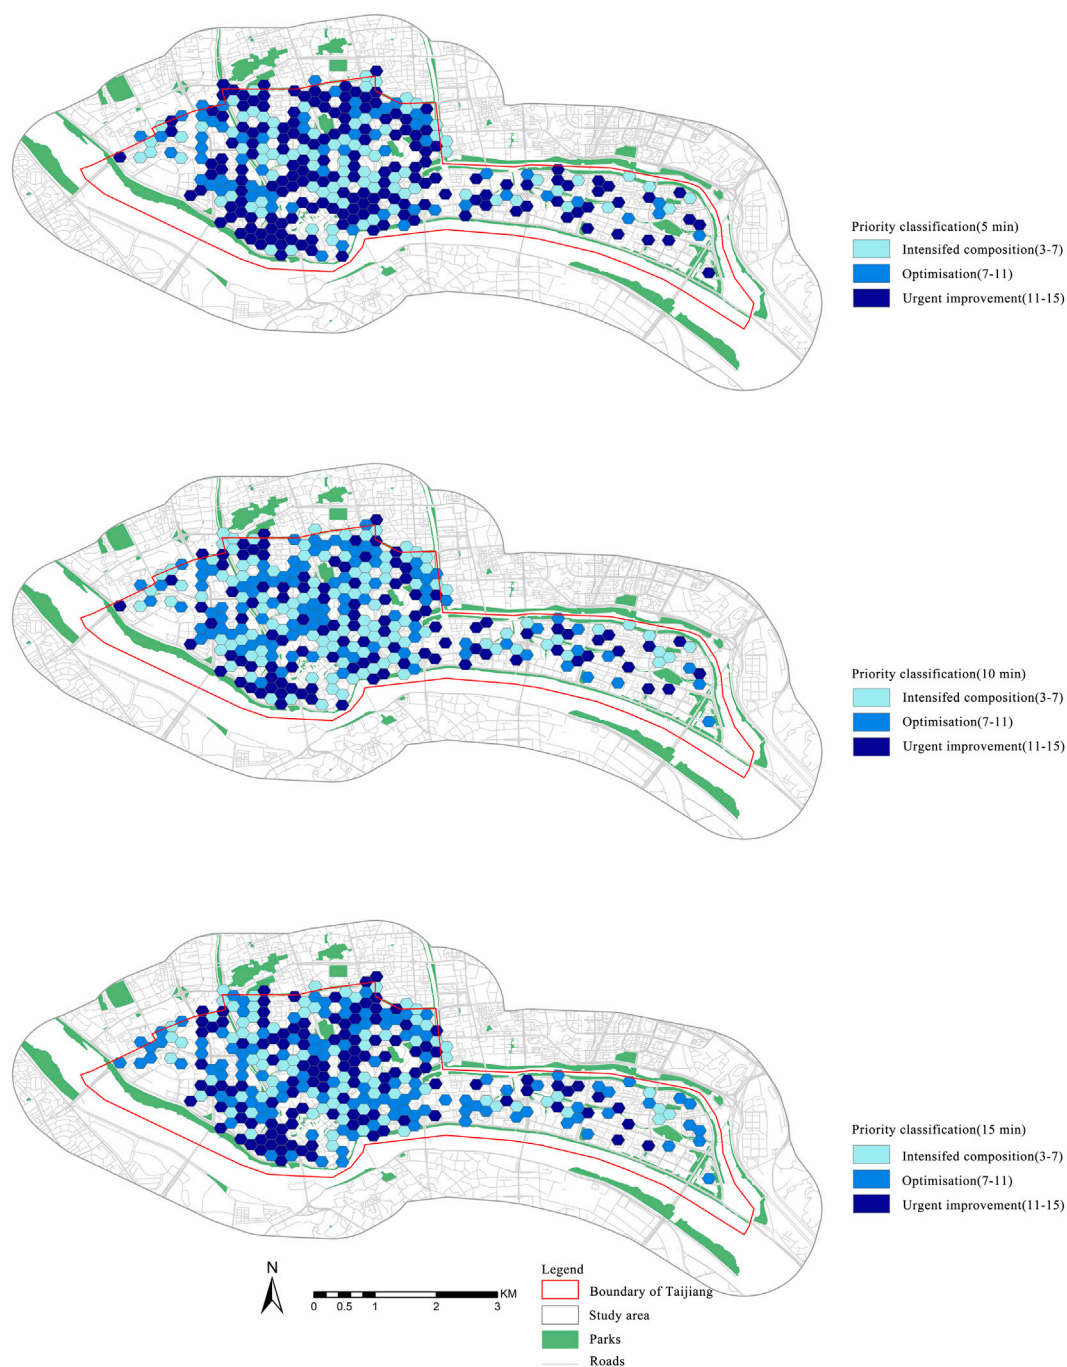 Priority classification(5 min)
Intensifed composition(3-7)
Optimisation(7-11)
Urgent improvement(11-15)
Priority classification(10 min)
Intensifed composition(3-7)
Optimisation(7-11)
Urgent improvement(11-15)
Priority classification(15 min)
Intensifed composition(3-7)
Optimisation(7-11)
Urgent improvement(11-15)
N
0 0.5 1 2 3 KM
Legend
Boundary of Taijiang
Study area
Parks
Roads